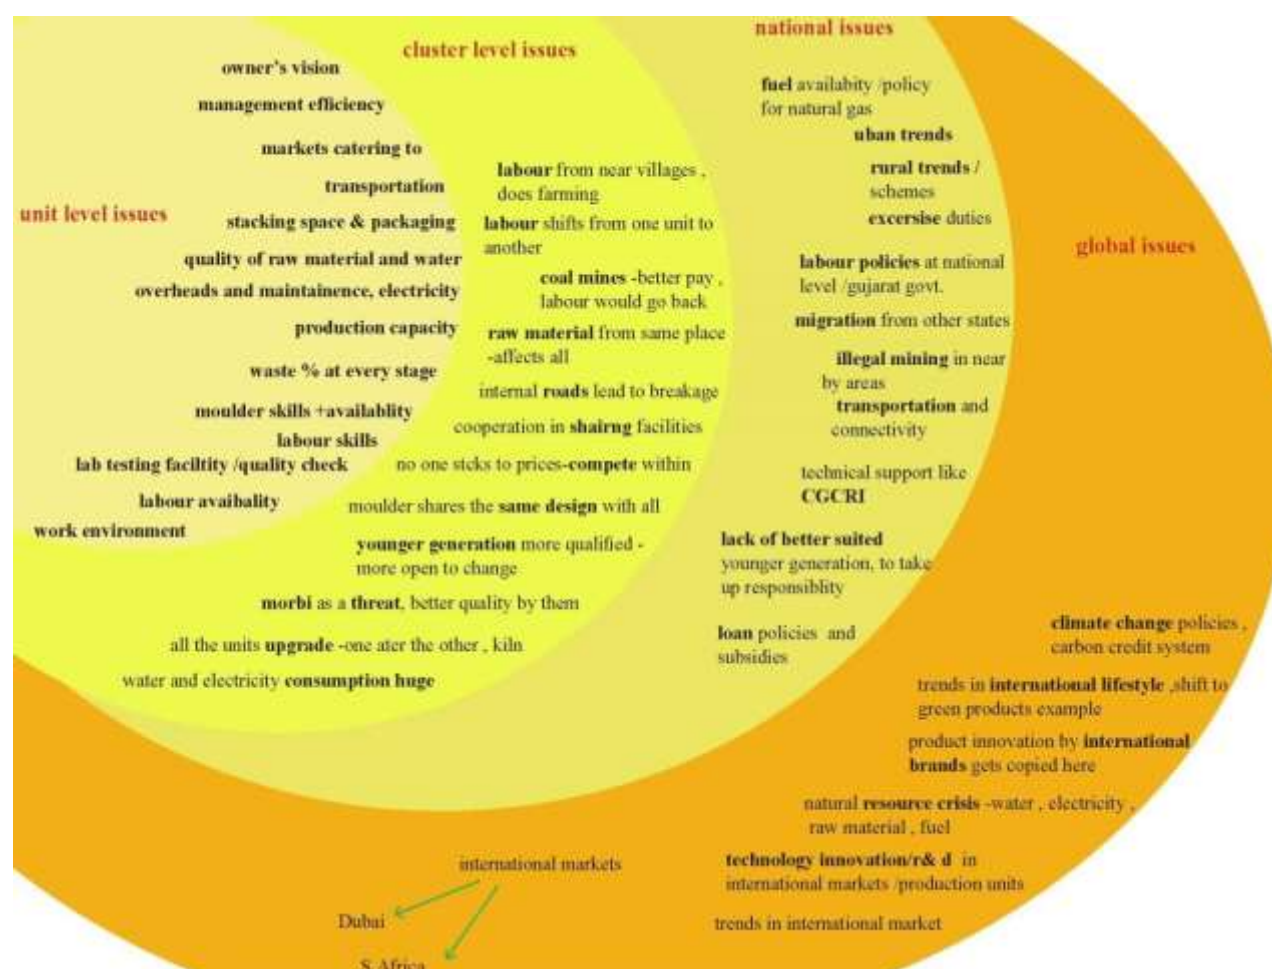 unit level issues
owner's vision
management efficiency
markets catering to
transportation
stacking space & packaging
quality of raw material and water
overheads and maintainence, electricity
production capacity
waste % at every stage
moulder skills +availablity
labour skills
lab testing faciltity /quality check
labour avaibality
work environment
cluster level issues
labour from near villages ,
does farming
labour shifts from one unit to
another
coal mines -better pay ,
labour would go back
raw material from same place
-affects all
internal roads lead to breakage
cooperation in shairng facilities
no one stcks to prices-compete within
moulder shares the same design with all
younger generation more qualified -
more open to change
morbi as a threat, better quality by them
all the units upgrade -one ater the other , kiln
water and electricity consumption huge
national issues
fuel availabity /policy
for natural gas
uban trends
rural trends /
schemes
excersise duties
labour policies at national
level /gujarat govt.
migration from other states
illegal mining in near
by areas
transportation and
connectivity
technical support like
CGCRI
lack of better suited
younger generation, to take
up responsiblity
loan policies and
subsidies
global issues
climate change policies ,
carbon credit system
trends in international lifestyle ,shift to
green products example
product innovation by international
brands gets copied here
natural resource crisis -water , electricity ,
raw material , fuel
technology innovation/r& d in
international markets /production units
trends in international market
international markets
Dubai
S.Africa